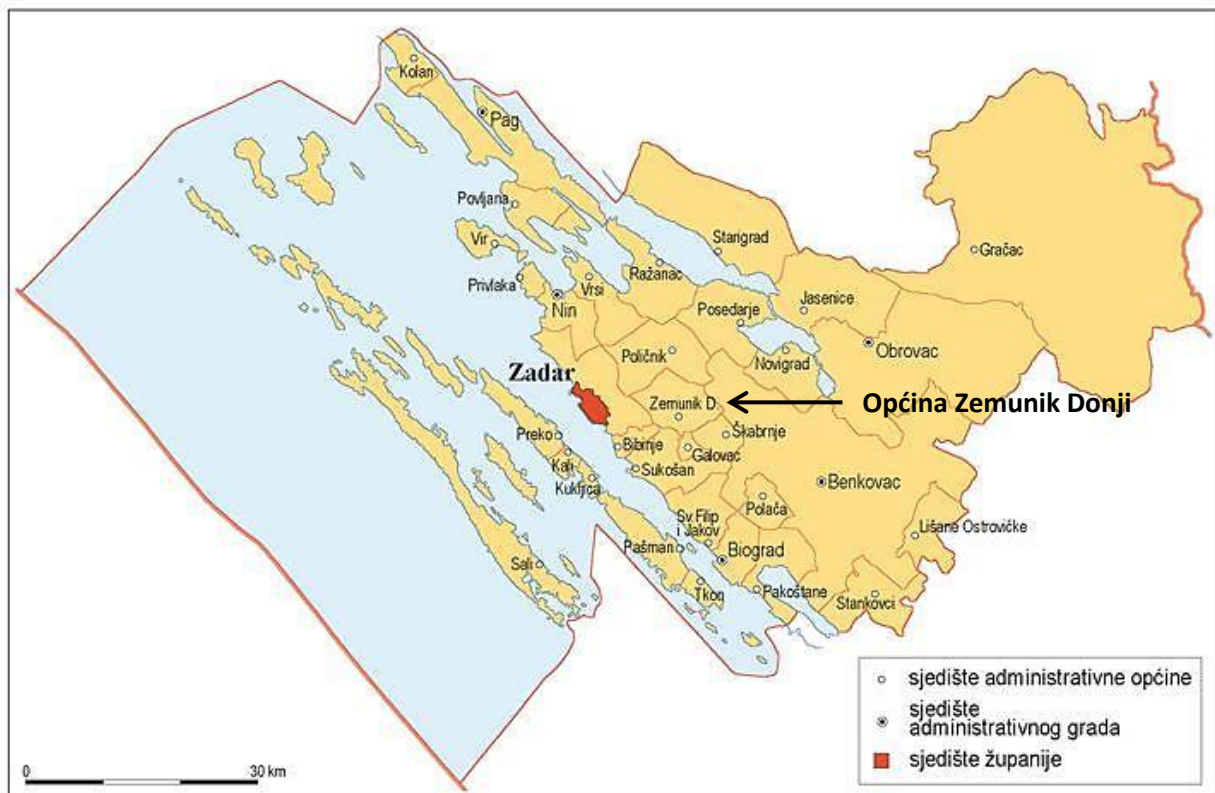 Kolan
Pag
Povljana
Vir
Starigrad
Gračac
Privlaka
Vrsi
Ražanac
Nin
Posedarje
Jasenice
Poličnik
Novigrad
Obrovac
Zadar
Zemunik D.
Općina Zemunik Donji
Preko
Bibinje
Škabrnje
Kali
Galovac
Sukošan
Kukljica
Benkovac
Polača
Sv. Filip
i Jakov
Lišane Ostrovičke
Pašman
Biograd
Sali
Tkon
Pakoštane
Stankovci
sjedište administrativne općine
sjedište
administrativnog grada
sjedište županije
0 30 km